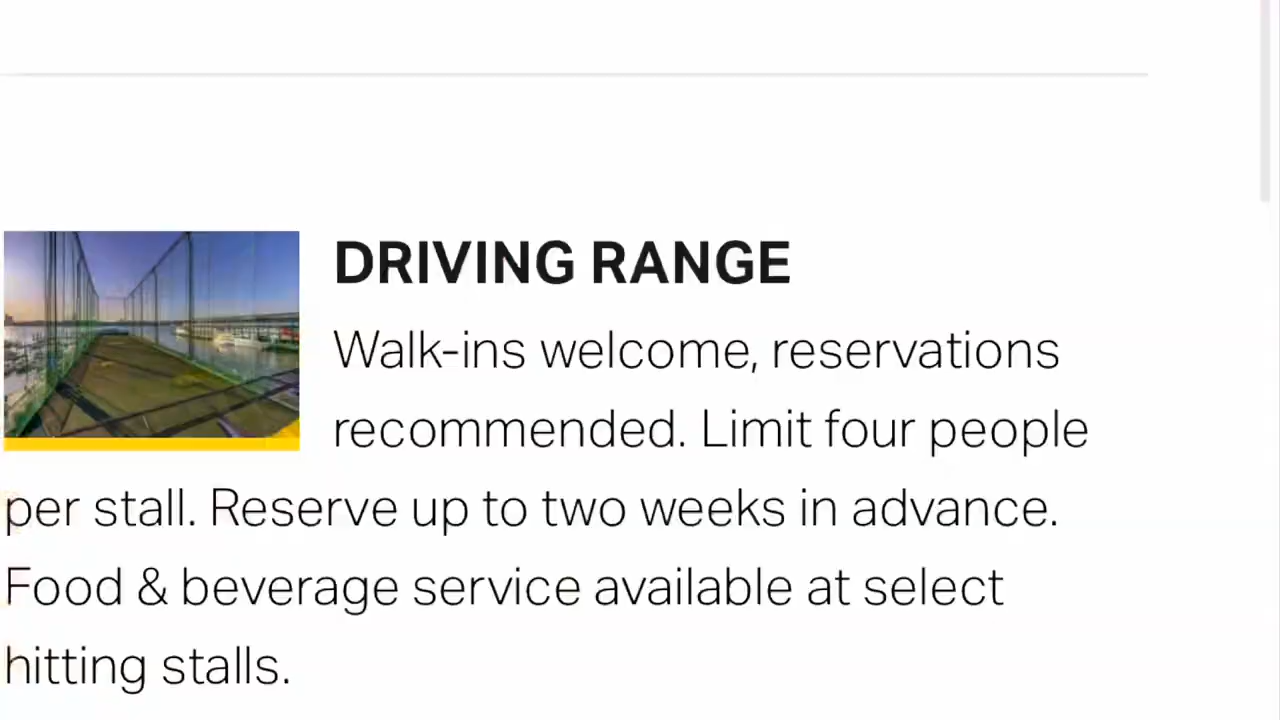 DRIVING RANGE
Walk-ins welcome, reservations
recommended. Limit four people
per stall. Reserve up to two weeks in advance.
Food & beverage service available at select
hitting stalls.